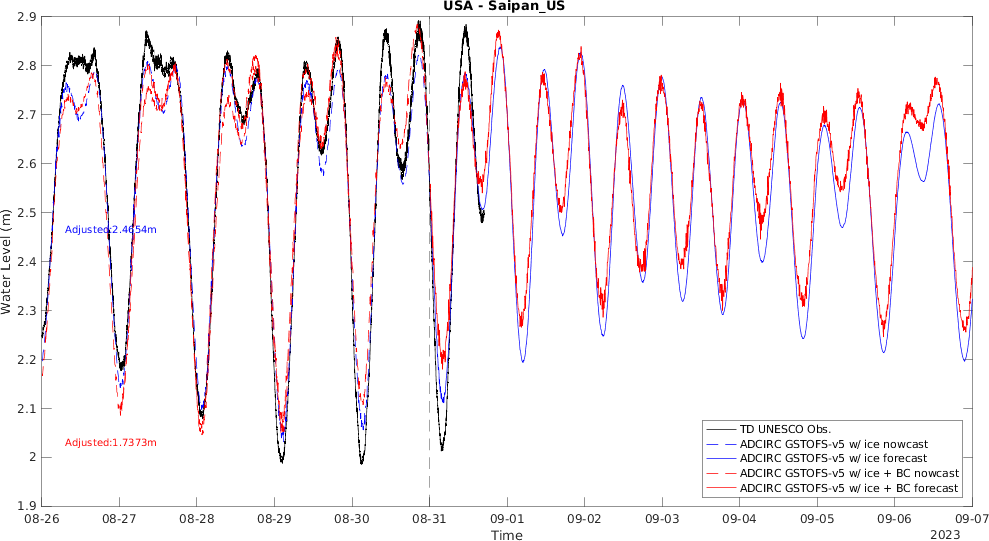 USA - Saipan_US
Water Level (m)
2.9
2.8
2.7
2.6
2.5
2.4
2.3
2.2
2.1
2
1.9
Adjusted:2.4654m
Adjusted:1.7373m
TD UNESCO Obs.
ADCIRC GSTOFS-v5 w/ ice nowcast
ADCIRC GSTOFS-v5 w/ ice forecast
ADCIRC GSTOFS-v5 w/ ice + BC nowcast
ADCIRC GSTOFS-v5 w/ ice + BC forecast
08-26 08-27 08-28 08-29 08-30 08-31 09-01 09-02 09-03 09-04 09-05 09-06 09-07
Time
2023